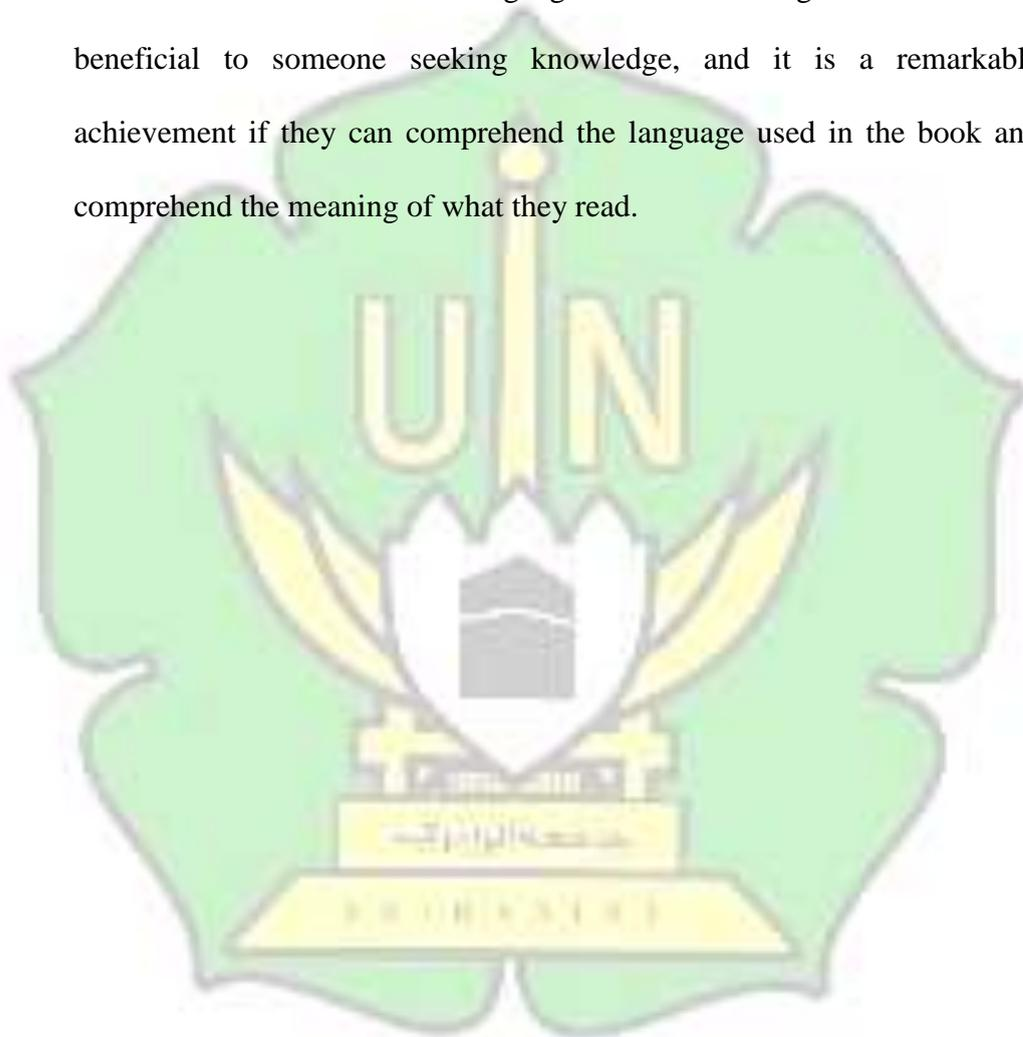 beneficial to someone seeking knowledge, and it is a remarkabl
achievement if they can comprehend the language used in the book an
comprehend the meaning of what they read.
UIN